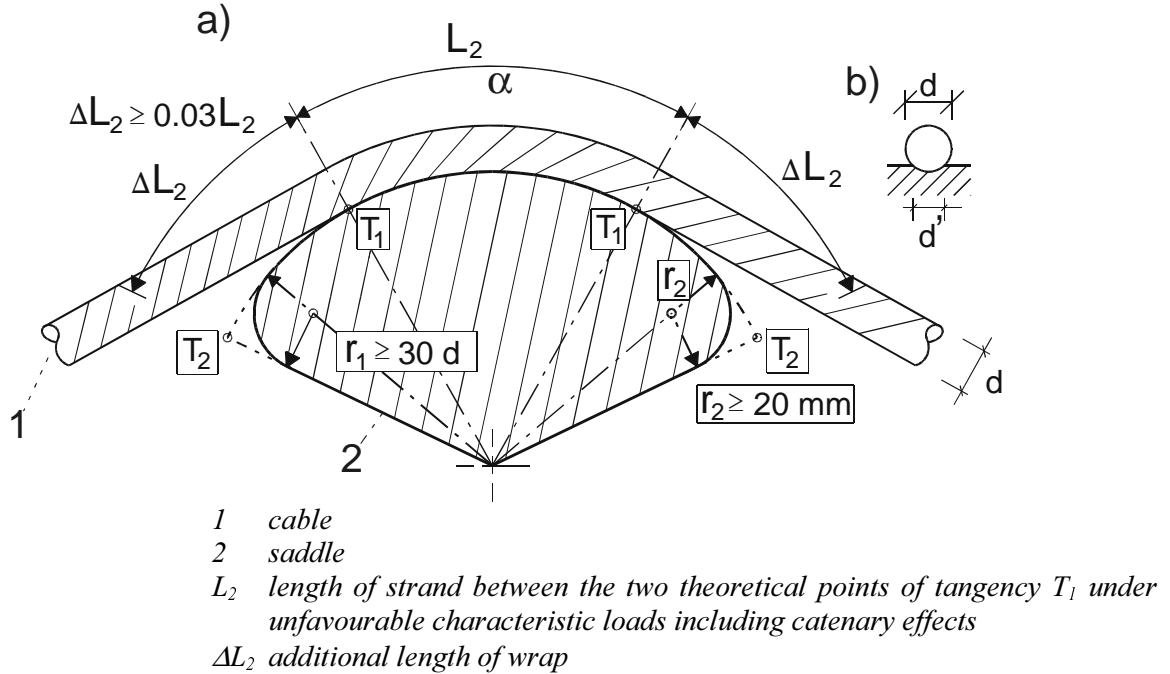 a)
L₂
α
b)
d
ΔL₂ ≥ 0.03L₂
ΔL₂
ΔL₂
d'
T₁
T₁
r₂
T₂
r₁ ≥ 30 d
T₂
d
r₂ ≥ 20 mm
1
2
1 cable
2 saddle
L₂ length of strand between the two theoretical points of tangency T₁ under
unfavourable characteristic loads including catenary effects
ΔL₂ additional length of wrap